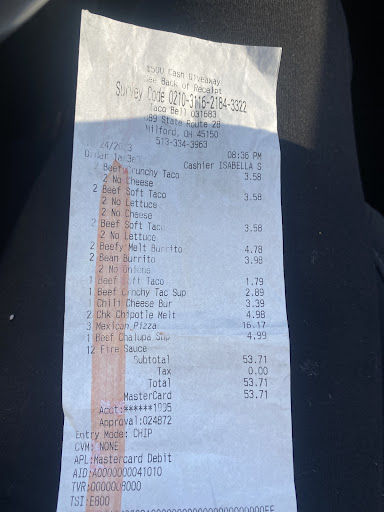 $500 Cash Giveaway
See Back of Receipt
Survey Code 0210-3116-2184-3322
Taco Bell 031683
989 State Route 28
Milford, OH 45150
513-334-3963
08:36 PM
Cashier ISABELLA S
2 Beef Crunchy Taco 3.58
2 No Cheese
2 Beef Soft Taco 3.58
2 No Lettuce
2 No Cheese
2 Beef Soft Taco 3.58
2 No Lettuce
2 Beefy Melt Burrito 4.78
2 Bean Burrito 3.98
2 No Onions
1 Beef Soft Taco 1.79
1 Beef Crnchy Tac Sup 2.89
1 Chili Cheese Bur 3.39
2 Chk Chipotle Melt 4.98
3 Mexican Pizza 16.17
1 Beef Chalupa Sup 4.99
12 Fire Sauce
Subtotal 53.71
Tax 0.00
Total 53.71
MasterCard 53.71
Acct:******1995
Approval:024872
Entry Mode: CHIP
CVM: NONE
APL:Mastercard Debit
AID:A0000000041010
TVR:0000008000
TSI:E800